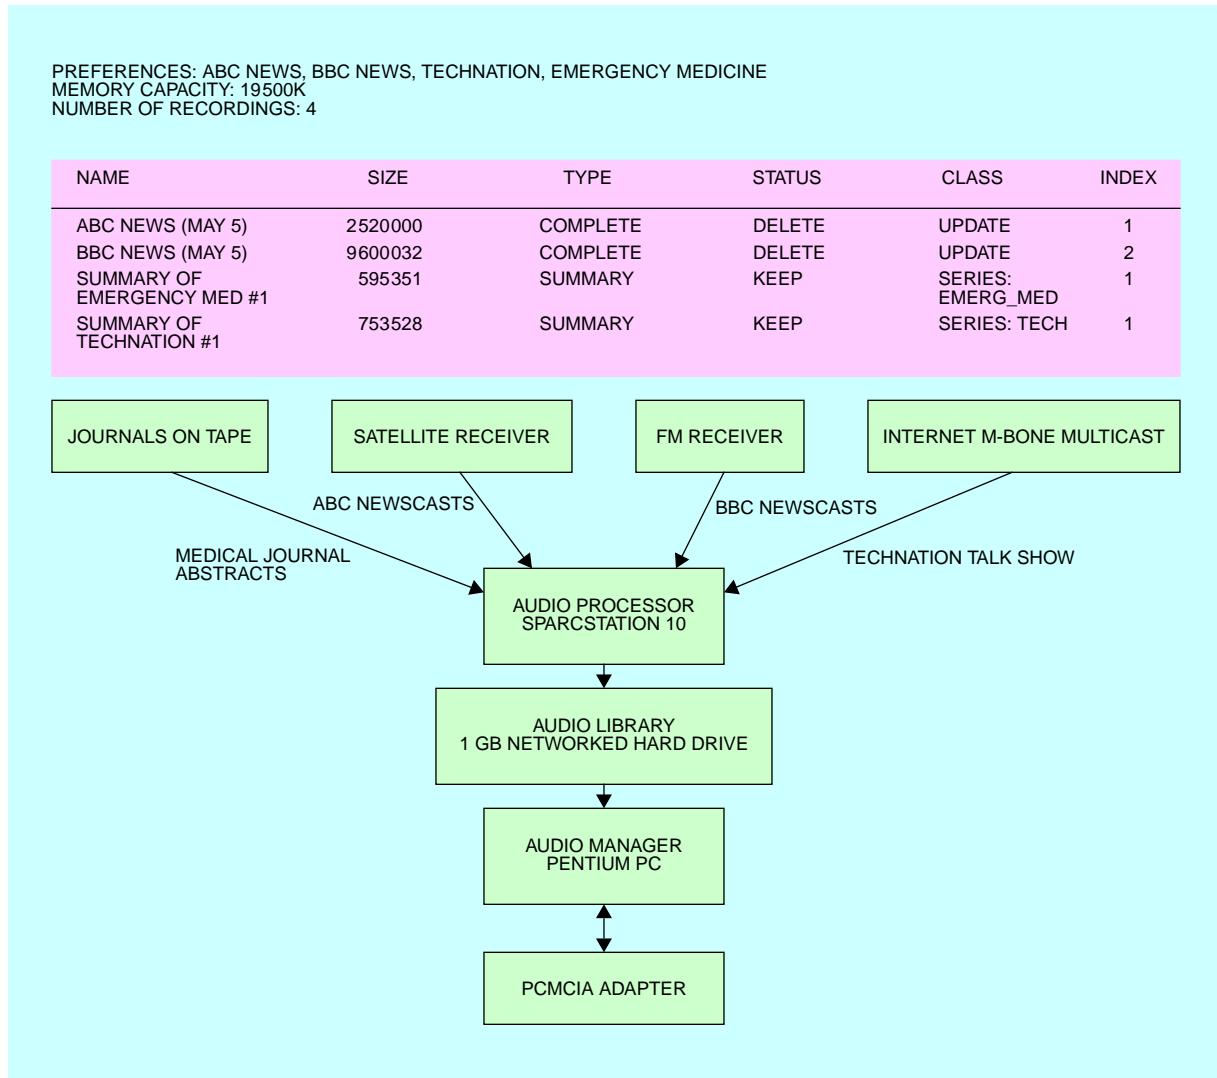 PREFERENCES: ABC NEWS, BBC NEWS, TECHNATION, EMERGENCY MEDICINE
MEMORY CAPACITY: 19500K
NUMBER OF RECORDINGS: 4
NAME SIZE TYPE STATUS CLASS INDEX
ABC NEWS (MAY 5) 2520000 COMPLETE DELETE UPDATE 1
BBC NEWS (MAY 5) 9600032 COMPLETE DELETE UPDATE 2
SUMMARY OF 595351 SUMMARY KEEP SERIES: 1
EMERGENCY MED #1 EMERG_MED
SUMMARY OF 753528 SUMMARY KEEP SERIES: TECH 1
TECHNATION #1
JOURNALS ON TAPE
SATELLITE RECEIVER
FM RECEIVER
INTERNET M-BONE MULTICAST
ABC NEWSCASTS
BBC NEWSCASTS
MEDICAL JOURNAL
ABSTRACTS
TECHNATION TALK SHOW
AUDIO PROCESSOR
SPARCSTATION 10
AUDIO LIBRARY
1 GB NETWORKED HARD DRIVE
AUDIO MANAGER
PENTIUM PC
PCMCIA ADAPTER